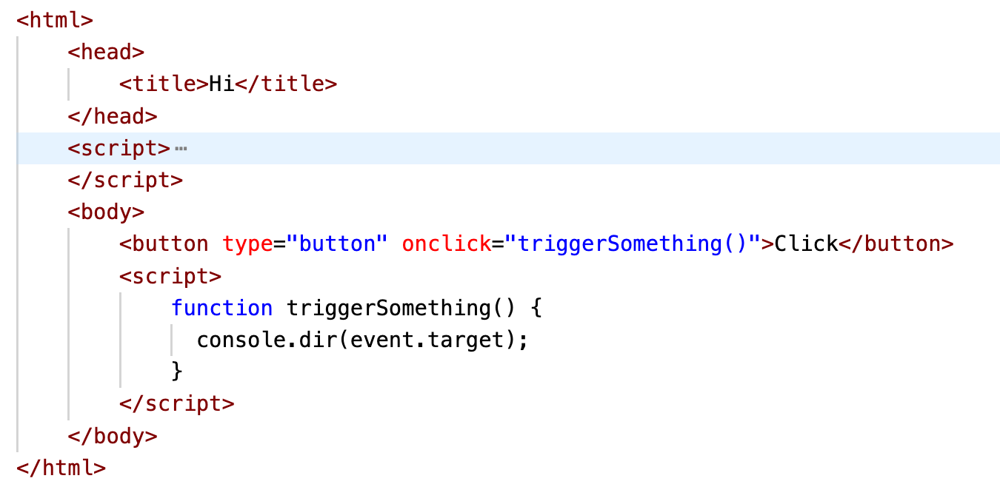 <html>
<head>
<title>Hi</title>
</head>
<script>⋯
</script>
<body>
<button type="button" onclick="triggerSomething()">Click</button>
<script>
function triggerSomething() {
console.dir(event.target);
}
</script>
</body>
</html>